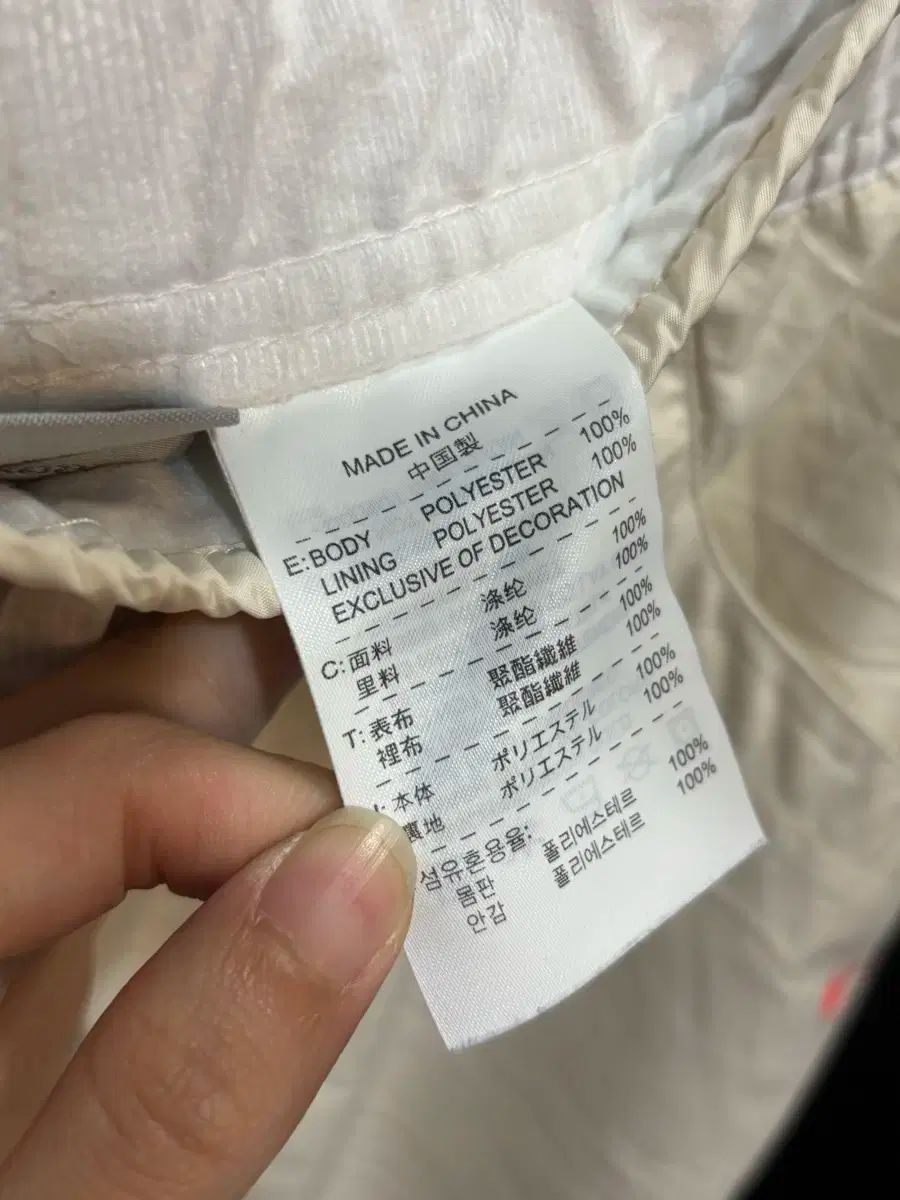 MADE IN CHINA
中国製
E: BODY POLYESTER 100%
LINING POLYESTER 100%
EXCLUSIVE OF DECORATION
C: 面料 涤纶 100%
里料 涤纶 100%
T: 表布 聚酯纖維 100%
裡布 聚酯纖維 100%
本体 ポリエステル 100%
裏地 ポリエステル 100%
섬유혼용율:
몸판 폴리에스테르 100%
안감 폴리에스테르 100%